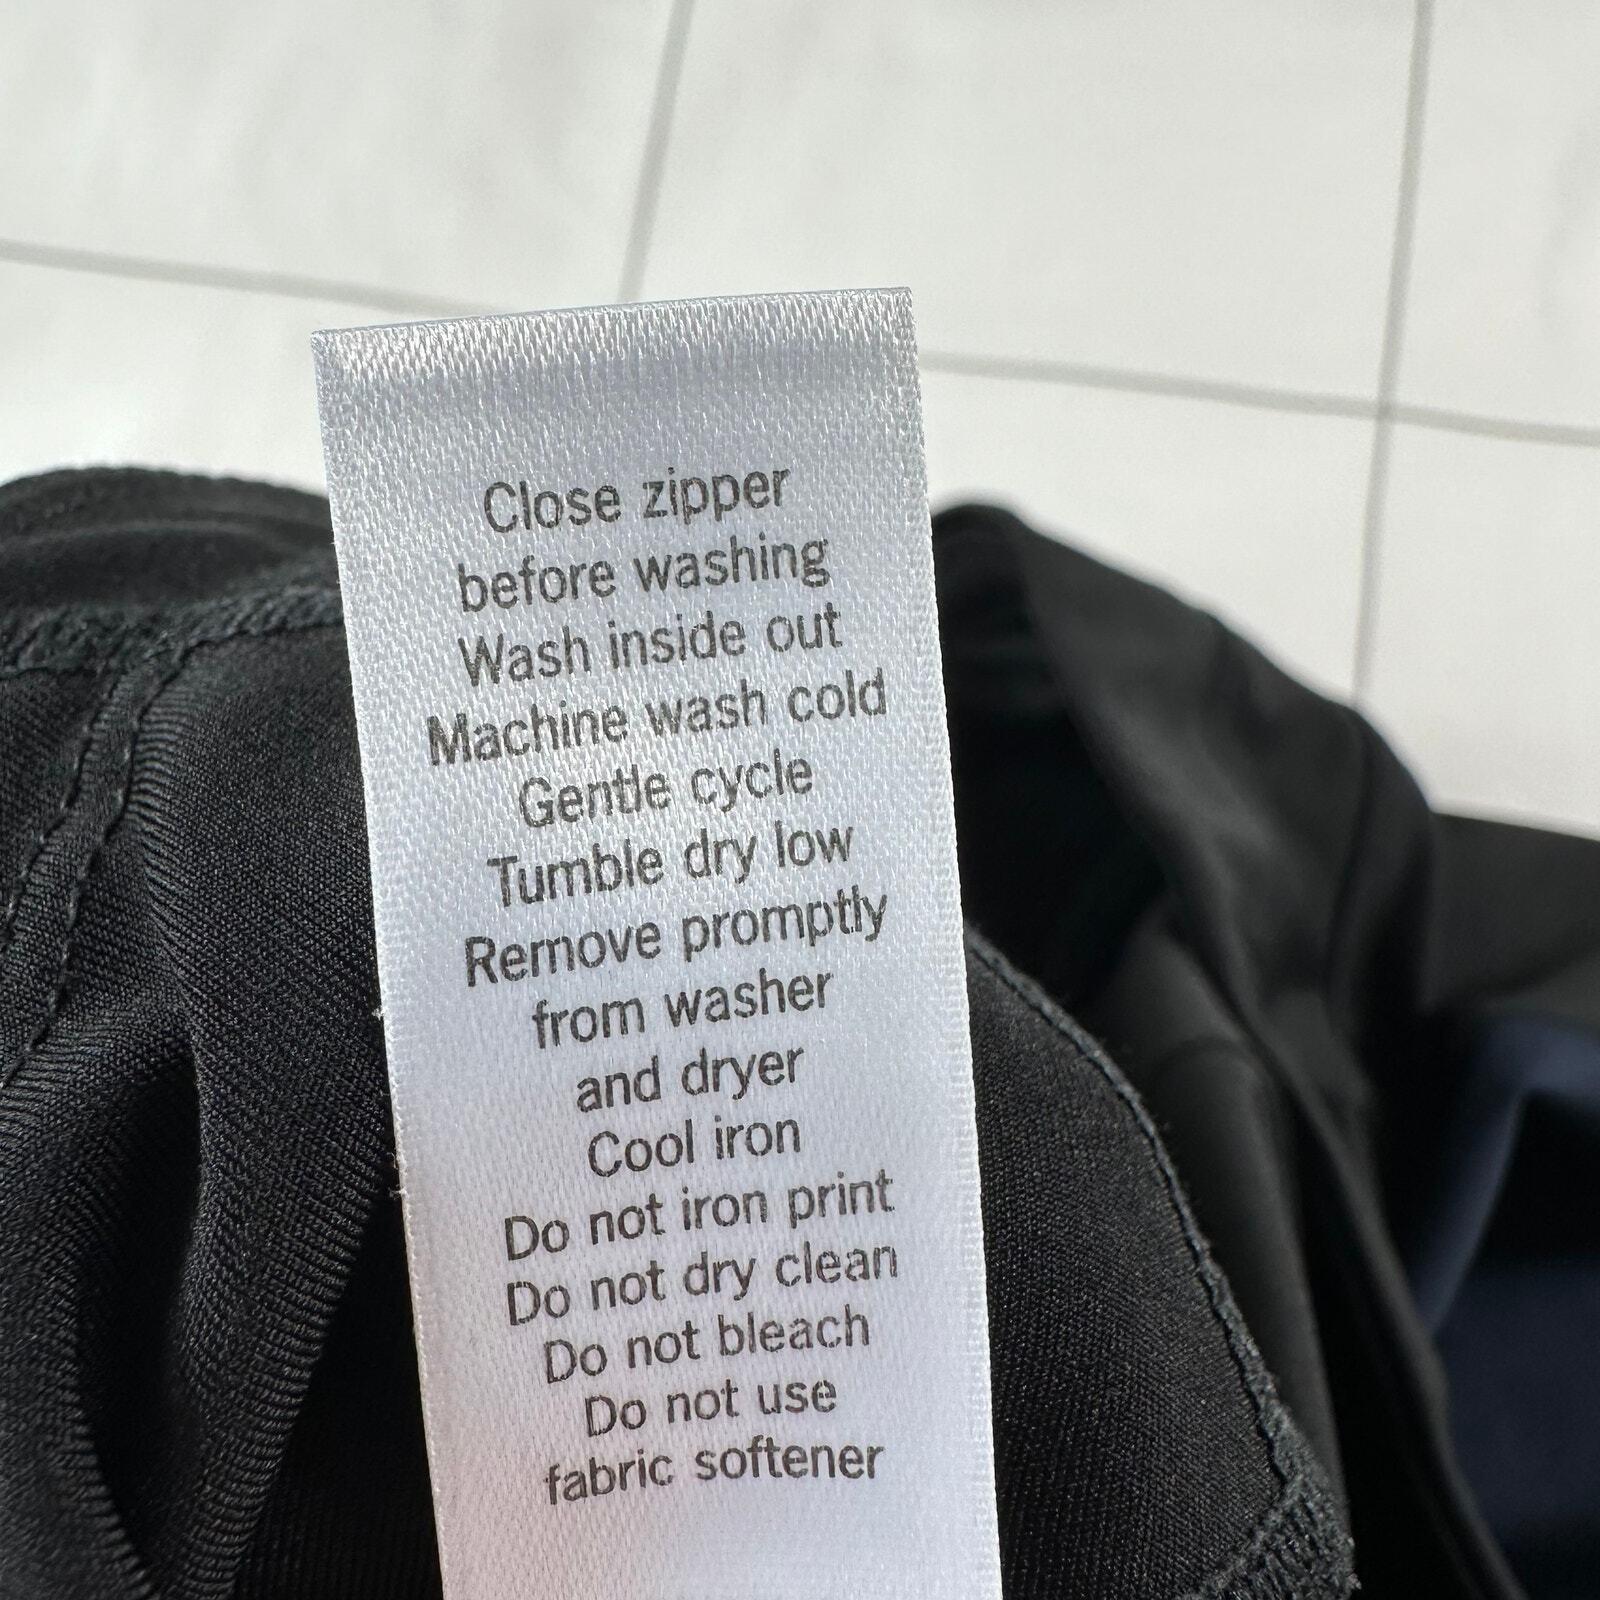 Close zipper
before washing
Wash inside out
Machine wash cold
Gentle cycle
Tumble dry low
Remove promptly
from washer
and dryer
Cool iron
Do not iron print
Do not dry clean
Do not bleach
Do not use
fabric softener